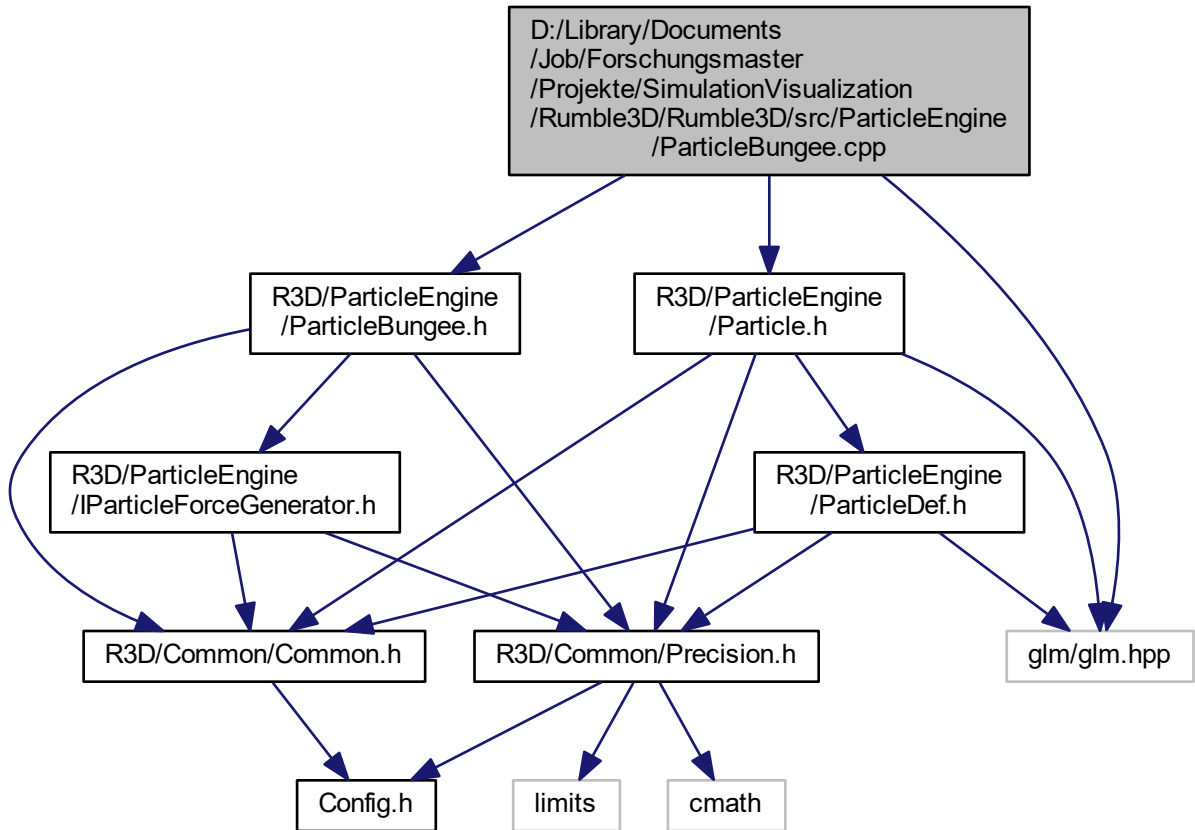 D:/Library/Documents
/Job/Forschungsmaster
/Projekte/SimulationVisualization
/Rumble3D/Rumble3D/src/ParticleEngine
/ParticleBungee.cpp
R3D/ParticleEngine
/ParticleBungee.h
R3D/ParticleEngine
/Particle.h
R3D/ParticleEngine
/IParticleForceGenerator.h
R3D/ParticleEngine
/ParticleDef.h
R3D/Common/Common.h
R3D/Common/Precision.h
glm/glm.hpp
Config.h
limits
cmath